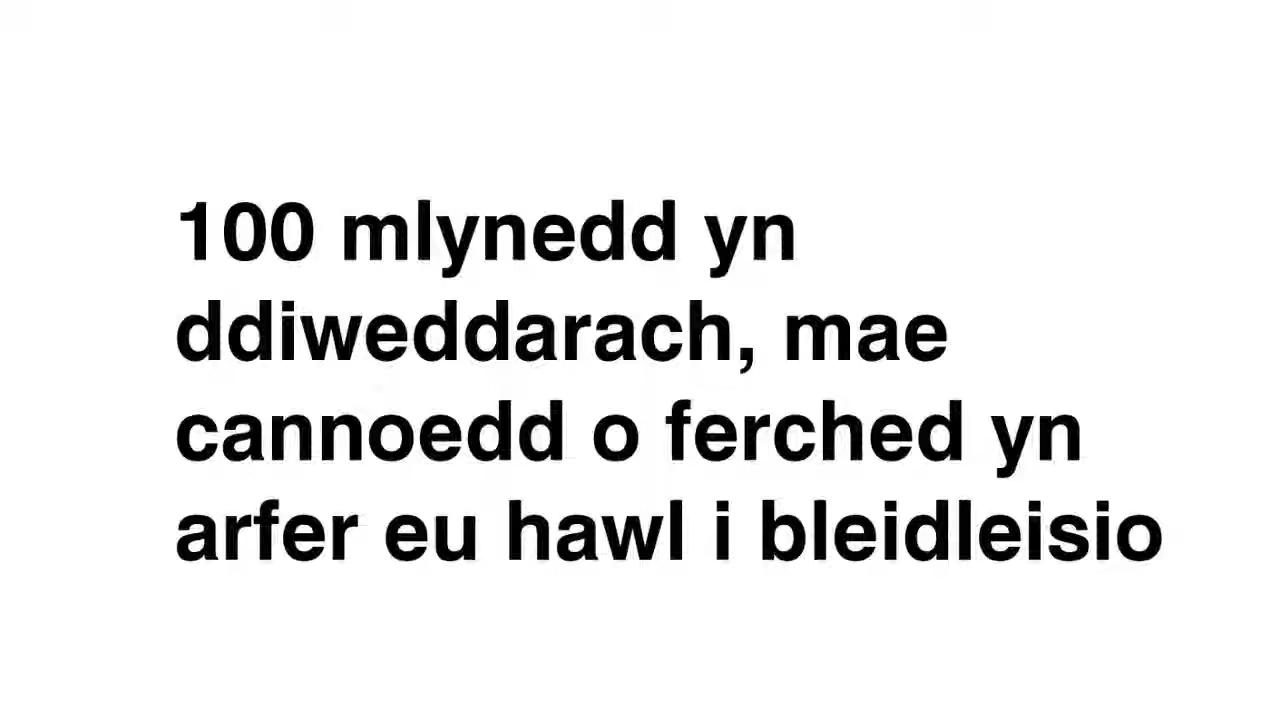 100 mlynedd yn
ddiweddarach, mae
cannoedd o ferched yn
arfer eu hawl i bleidleisio